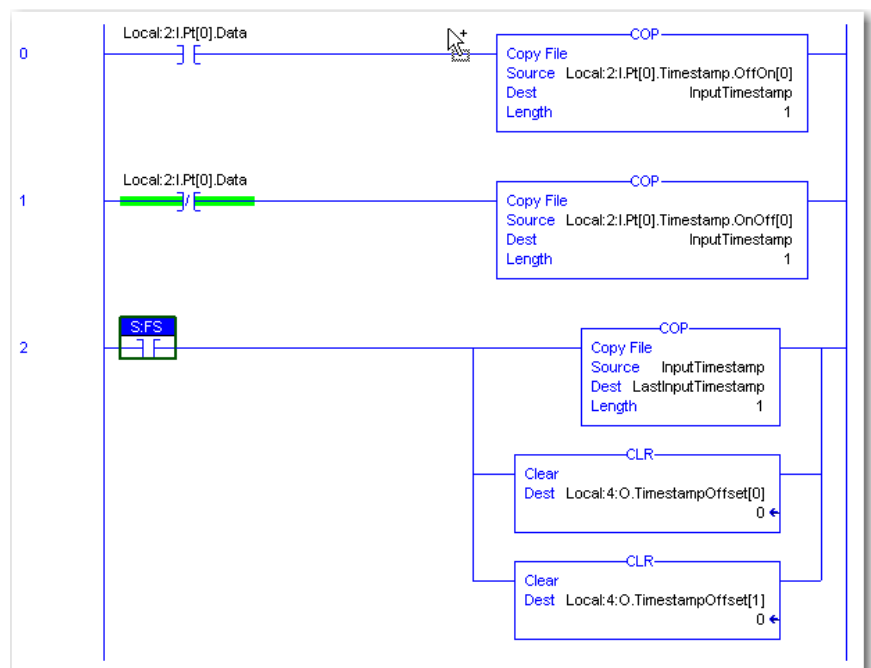 0
Local:2:I.Pt[0].Data
COP
Copy File
Source Local:2:I.Pt[0].Timestamp.OffOn[0]
Dest InputTimestamp
Length 1
1
Local:2:I.Pt[0].Data
COP
Copy File
Source Local:2:I.Pt[0].Timestamp.OnOff[0]
Dest InputTimestamp
Length 1
2
S:FS
COP
Copy File
Source InputTimestamp
Dest LastInputTimestamp
Length 1
CLR
Clear
Dest Local:4:O.TimestampOffset[0]
0
CLR
Clear
Dest Local:4:O.TimestampOffset[1]
0